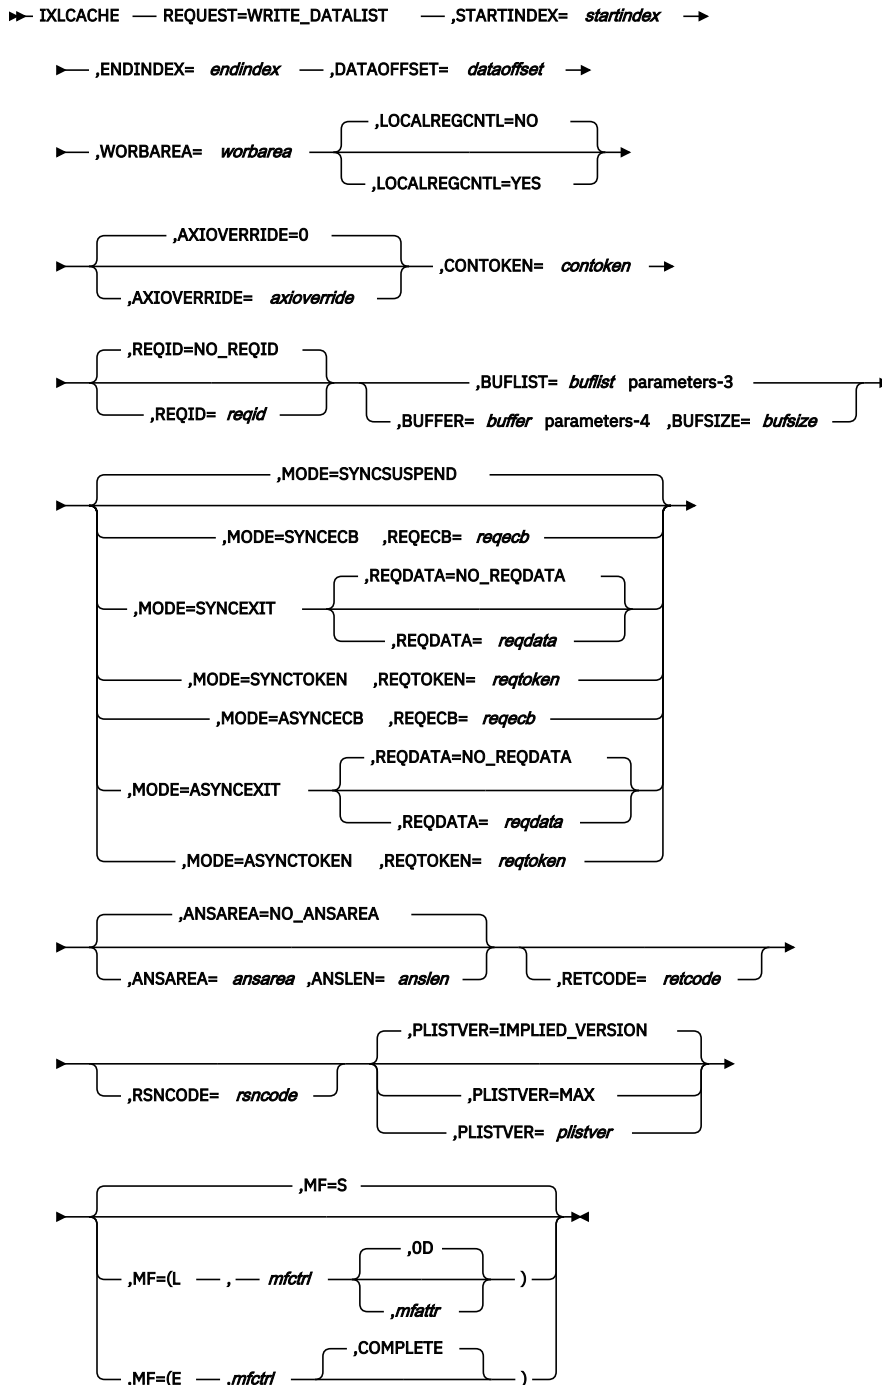 IXLCACHE REQUEST=WRITE_DATALIST ,STARTINDEX= startindex
,ENDINDEX= endindex ,DATAOFFSET= dataoffset
,LOCALREGCNTL=NO
,WORBAREA= worbarea
,LOCALREGCNTL=YES
,AXIOVERRIDE=0
,CONTOKEN= contoken
,AXIOVERRIDE= axioverride
,REQID=NO_REQID
,BUFLIST= buflist parameters-3
,REQID= reqid
,BUFFER= buffer parameters-4 ,BUFSIZE= bufsize
,MODE=SYNCSUSPEND
,MODE=SYNCECB ,REQECB= reqecb
,REQDATA=NO_REQDATA
,MODE=SYNCEXIT
,REQDATA= reqdata
,MODE=SYNCTOKEN ,REQTOKEN= reqtoken
,MODE=ASYNCECB ,REQECB= reqecb
,REQDATA=NO_REQDATA
,MODE=ASYNCEXIT
,REQDATA= reqdata
,MODE=ASYNCTOKEN ,REQTOKEN= reqtoken
,ANSAREA=NO_ANSAREA
,ANSAREA= ansarea ,ANSLEN= anslen ,RETCODE= retcode
,PLISTVER=IMPLIED_VERSION
,RSNCODE= rsncode ,PLISTVER=MAX
,PLISTVER= plistver
,MF=S
,0D
,MF=(L , mfctrl )
,mfattr
,COMPLETE
,MF=(E ,mfctrl )